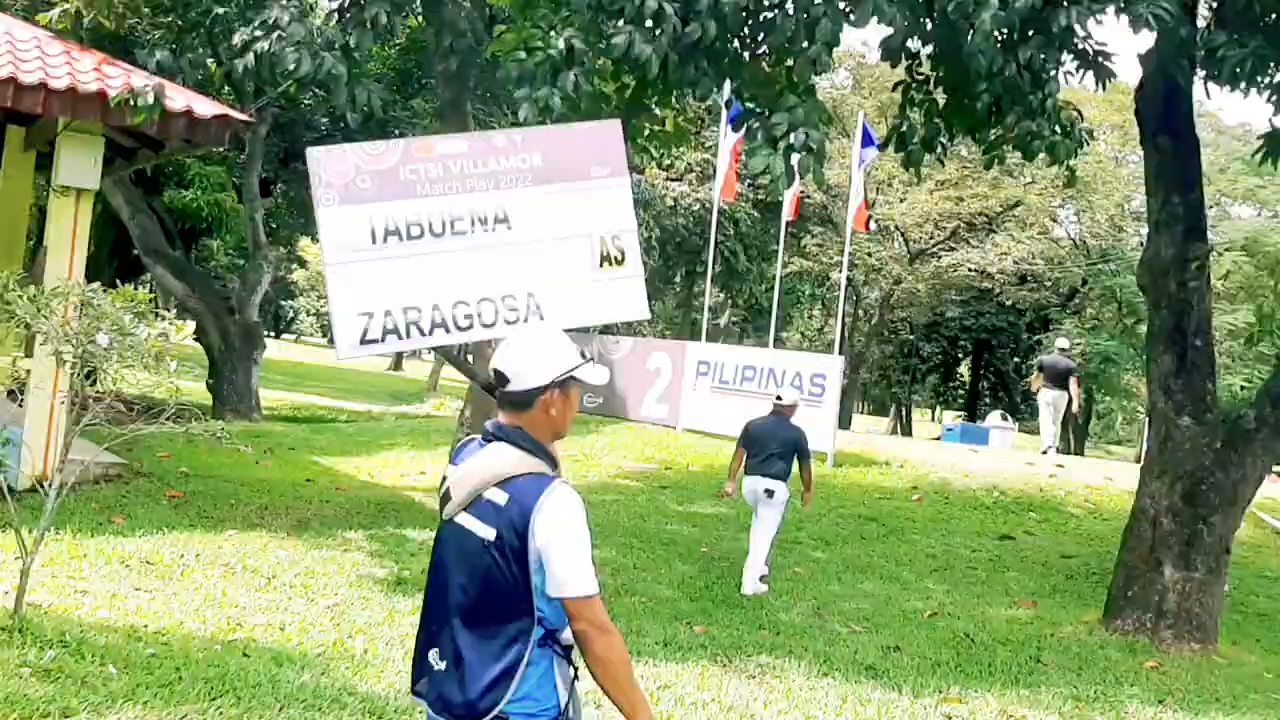 ICTSI VILLAMOR
Match Play 2022
TABUENA
AS
ZARAGOSA
2
PILIPINAS